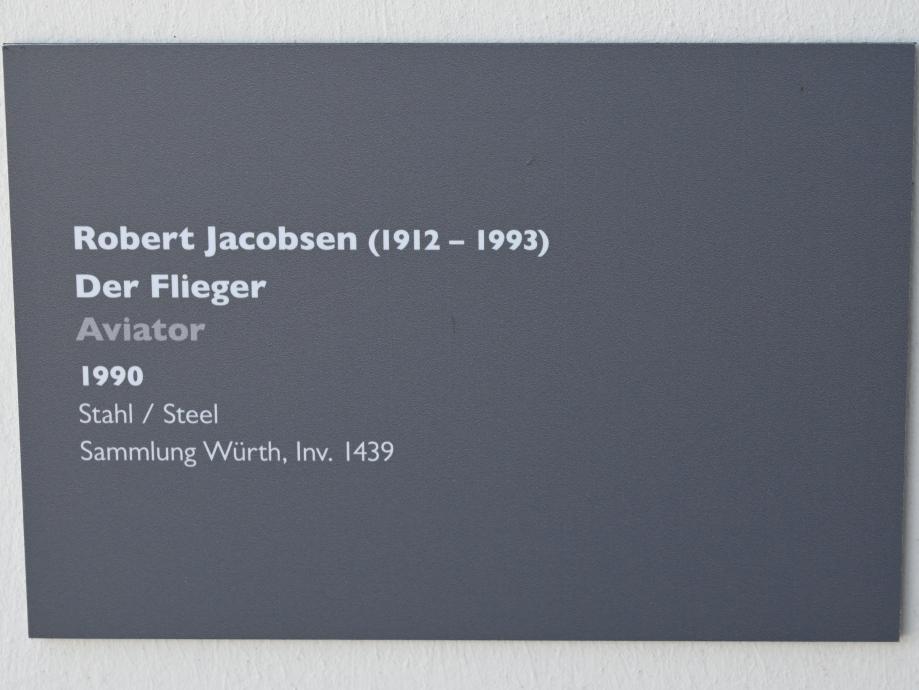 Robert Jacobsen (1912 – 1993)
Der Flieger
Aviator
1990
Stahl / Steel
Sammlung Würth, Inv. 1439